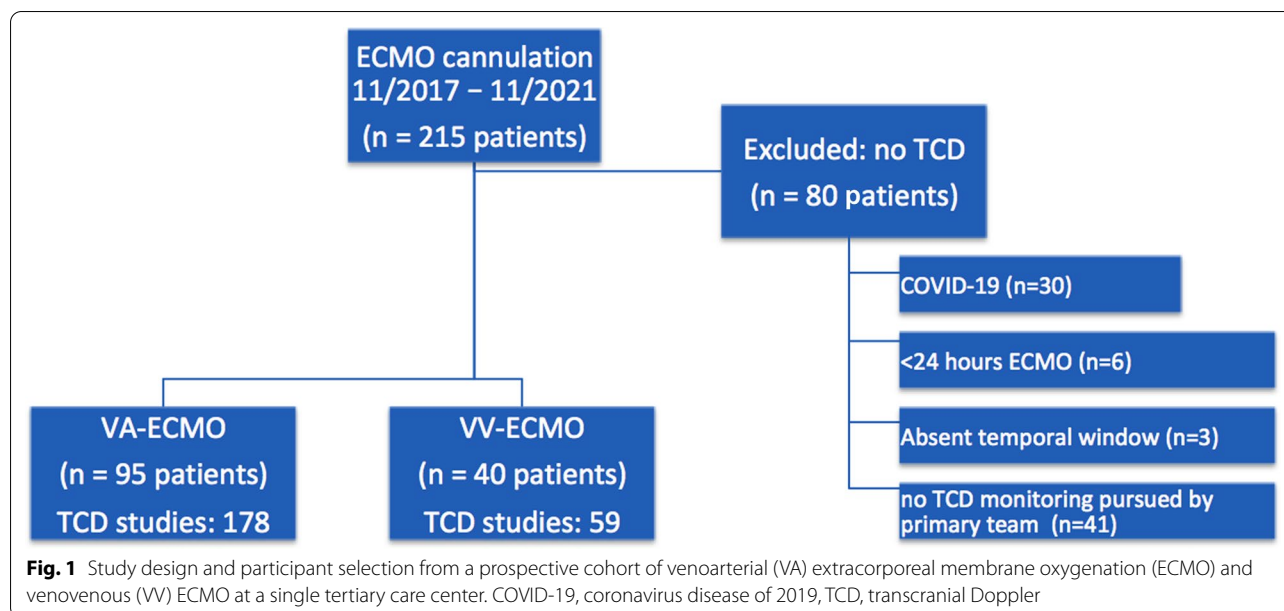 ECMO cannulation
11/2017 – 11/2021
(n = 215 patients)
Excluded: no TCD
(n = 80 patients)
COVID-19 (n=30)
<24 hours ECMO (n=6)
Absent temporal window (n=3)
no TCD monitoring pursued by
primary team (n=41)
VA-ECMO
(n = 95 patients)
TCD studies: 178
VV-ECMO
(n = 40 patients)
TCD studies: 59
Fig. 1 Study design and participant selection from a prospective cohort of venoarterial (VA) extracorporeal membrane oxygenation (ECMO) and
venovenous (VV) ECMO at a single tertiary care center. COVID-19, coronavirus disease of 2019, TCD, transcranial Doppler